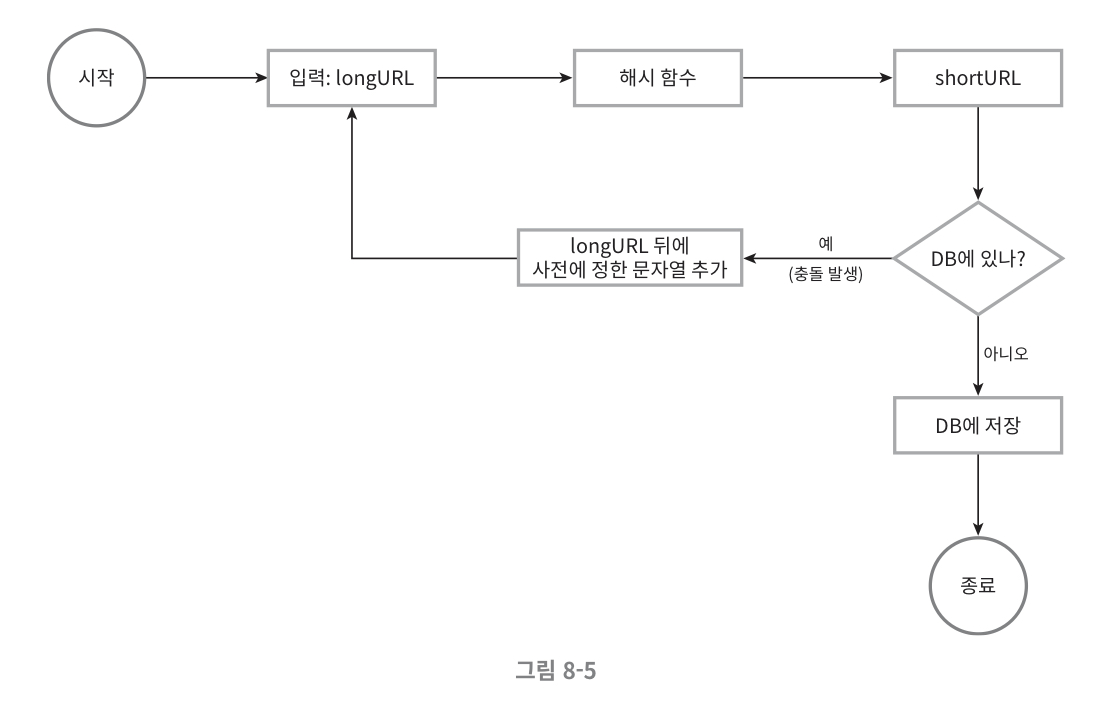 시작
입력: longURL
해시 함수
shortURL
longURL 뒤에
사전에 정한 문자열 추가
예
(충돌 발생)
DB에 있나?
아니오
DB에 저장
종료
그림 8-5